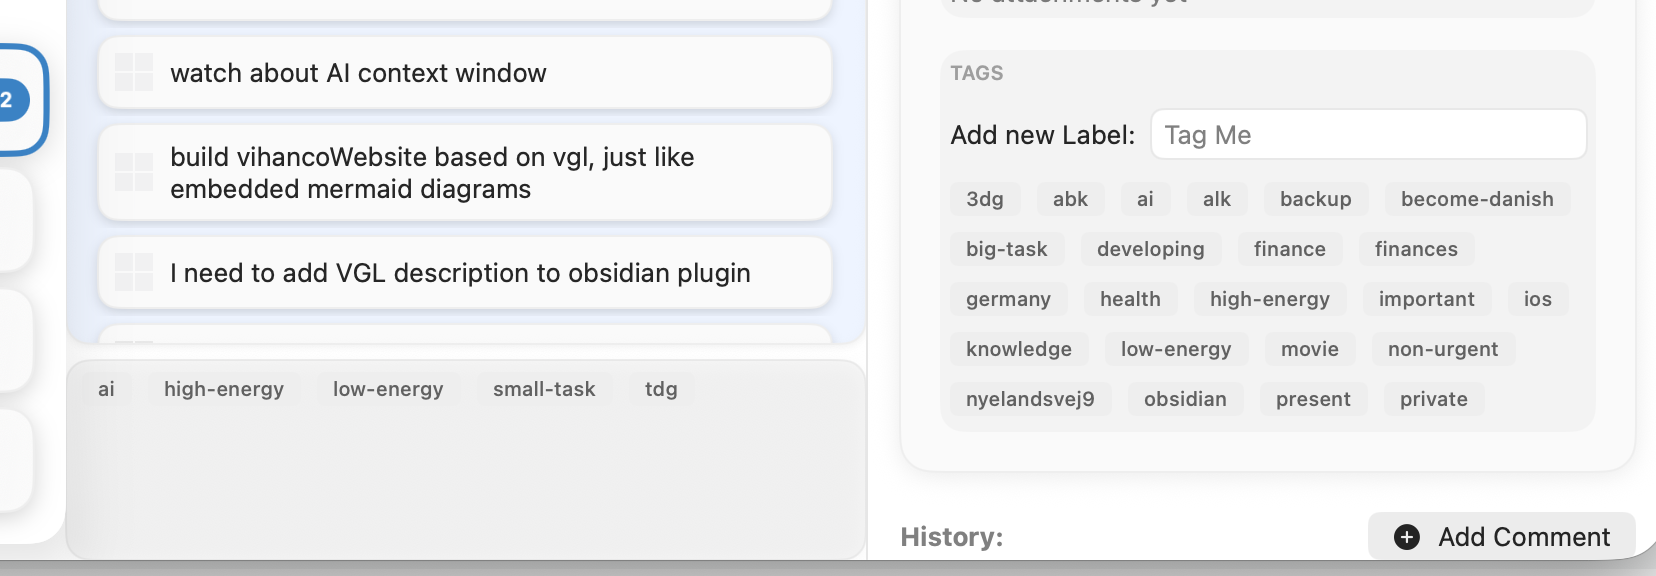 2
watch about AI context window
build vihancoWebsite based on vgl, just like
embedded mermaid diagrams
I need to add VGL description to obsidian plugin
ai high-energy low-energy small-task tdg
No attachments yet
TAGS
Add new Label: Tag Me
3dg abk ai alk backup become-danish
big-task developing finance finances
germany health high-energy important ios
knowledge low-energy movie non-urgent
nyelandsvej9 obsidian present private
History: Add Comment